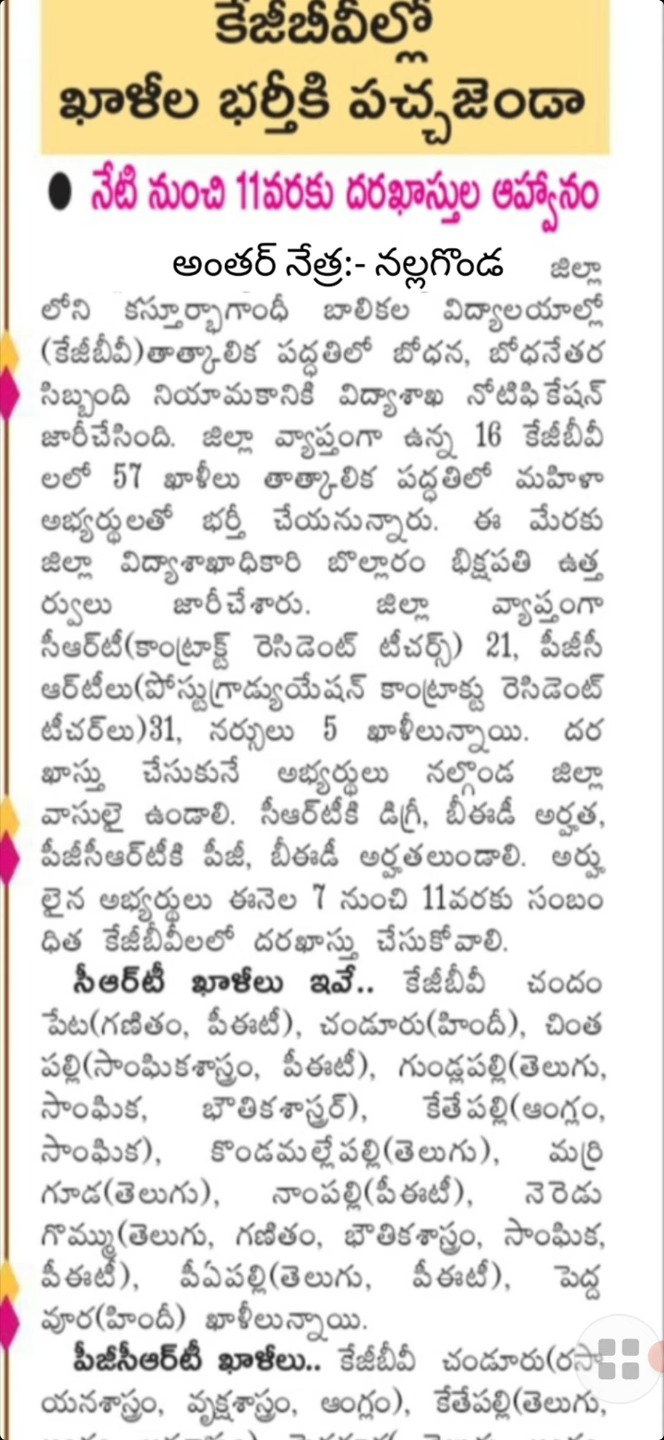 కేజీబీవీల్లో
ఖాళీల భర్తీకి పచ్చజెండా
● నేటి నుంచి 11వరకు దరఖాస్తుల ఆహ్వానం
అంతర్ నేత్ర:- నల్లగొండ జిల్లా
లోని కస్తూర్బాగాంధీ బాలికల విద్యాలయాల్లో
(కేజీబీవీ)తాత్కాలిక పద్ధతిలో బోధన, బోధనేతర
సిబ్బంది నియామకానికి విద్యాశాఖ నోటిఫికేషన్
జారీచేసింది. జిల్లా వ్యాప్తంగా ఉన్న 16 కేజీబీవీ
లలో 57 ఖాళీలు తాత్కాలిక పద్ధతిలో మహిళా
అభ్యర్థులతో భర్తీ చేయనున్నారు. ఈ మేరకు
జిల్లా విద్యాశాఖాధికారి బొల్లారం భిక్షపతి ఉత్త
ర్వులు జారీచేశారు. జిల్లా వ్యాప్తంగా
సీఆర్‌టీ(కాంట్రాక్ట్ రెసిడెంట్ టీచర్స్) 21, పీజీసీ
ఆర్‌టీలు(పోస్టుగ్రాడ్యుయేషన్ కాంట్రాక్టు రెసిడెంట్
టీచర్‌లు)31, నర్సులు 5 ఖాళీలున్నాయి. దర
ఖాస్తు చేసుకునే అభ్యర్థులు నల్గొండ జిల్లా
వాసులై ఉండాలి. సీఆర్‌టీకి డిగ్రీ, బీఈడీ అర్హత,
పీజీసీఆర్‌టీకి పీజీ, బీఈడీ అర్హతలుండాలి. అర్హు
లైన అభ్యర్థులు ఈనెల 7 నుంచి 11వరకు సంబం
ధిత కేజీబీవీలలో దరఖాస్తు చేసుకోవాలి.
సీఆర్‌టీ ఖాళీలు ఇవే.. కేజీబీవీ చందం
పేట(గణితం, పీఈటీ), చండూరు(హిందీ), చింత
పల్లి(సాంఘికశాస్త్రం, పీఈటీ), గుండ్లపల్లి(తెలుగు,
సాంఘిక, భౌతికశాస్త్రర్), కేతేపల్లి(ఆంగ్లం,
సాంఘిక), కొండమల్లేపల్లి(తెలుగు), మర్రి
గూడ(తెలుగు), నాంపల్లి(పీఈటీ), నెరెడు
గొమ్ము(తెలుగు, గణితం, భౌతికశాస్త్రం, సాంఘిక,
పీఈటీ), పీఏపల్లి(తెలుగు, పీఈటీ), పెద్ద
వూర(హిందీ) ఖాళీలున్నాయి.
పీజీసీఆర్‌టీ ఖాళీలు.. కేజీబీవీ చండూరు(రసా
యనశాస్త్రం, వృక్షశాస్త్రం, ఆంగ్లం), కేతేపల్లి(తెలుగు,